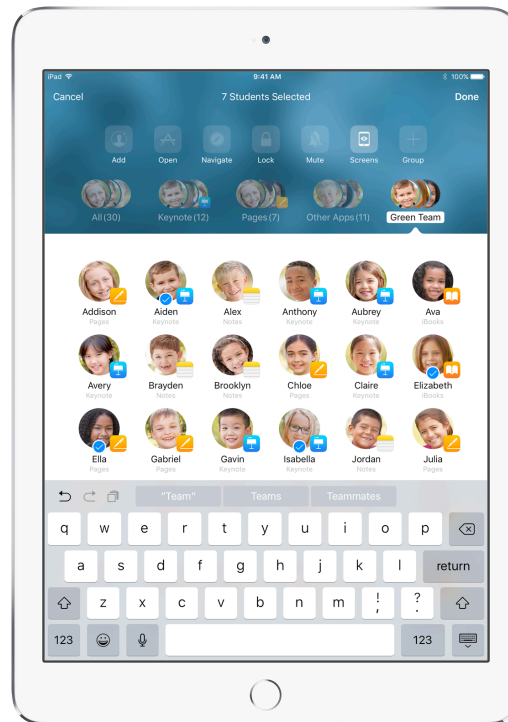 iPad 9:41 AM 100%
Cancel 7 Students Selected Done
Add Open Navigate Lock Mute Screens Group
All (30) Keynote (12) Pages (7) Other Apps (11) Green Team
Addison Aiden Alex Anthony Aubrey Ava
Pages Keynote Notes Keynote Keynote iBooks
Avery Brayden Brooklyn Chloe Claire Elizabeth
Keynote Notes Notes Pages Keynote iBooks
Ella Gabriel Gavin Isabella Jordan Julia
Pages Pages Keynote Keynote Notes Pages
"Team" Teams Teammates
q w e r t y u i o p
a s d f g h j k l return
z x c v b n m ! , ? .
123 123